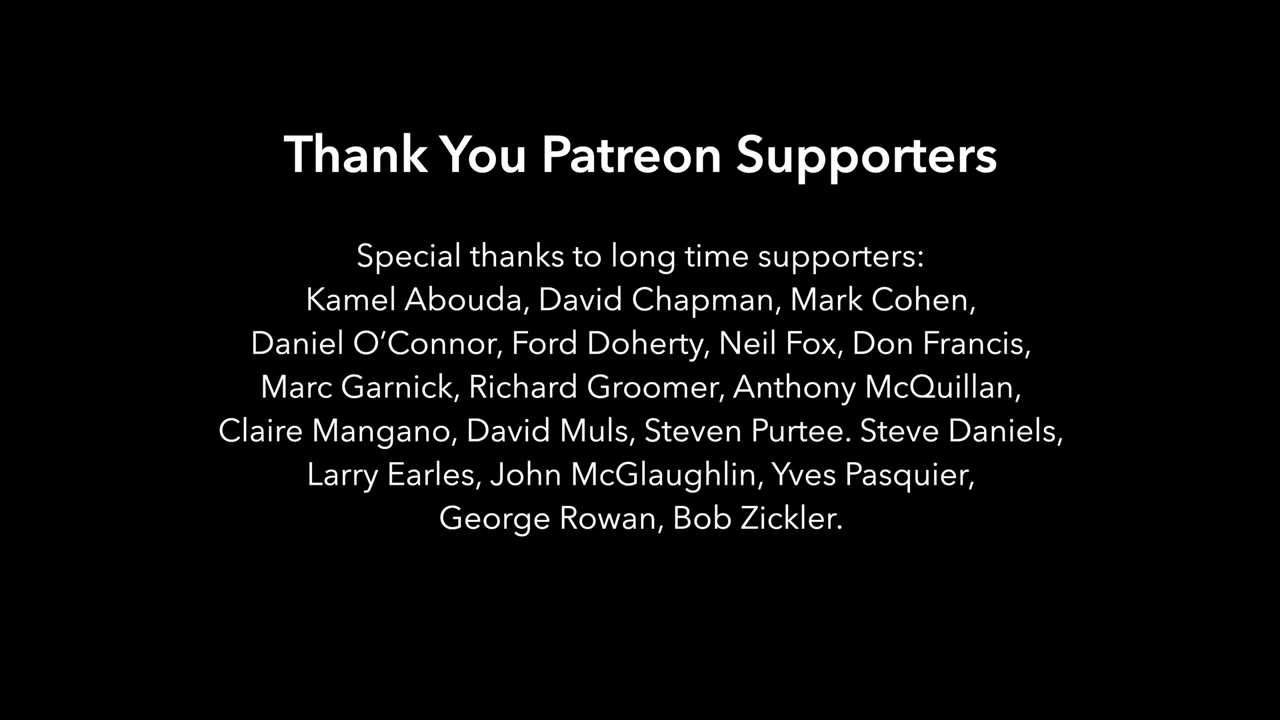 Thank You Patreon Supporters
Special thanks to long time supporters:
Kamel Abouda, David Chapman, Mark Cohen,
Daniel O’Connor, Ford Doherty, Neil Fox, Don Francis,
Marc Garnick, Richard Groomer, Anthony McQuillan,
Claire Mangano, David Muls, Steven Purtee. Steve Daniels,
Larry Earles, John McGlaughlin, Yves Pasquier,
George Rowan, Bob Zickler.